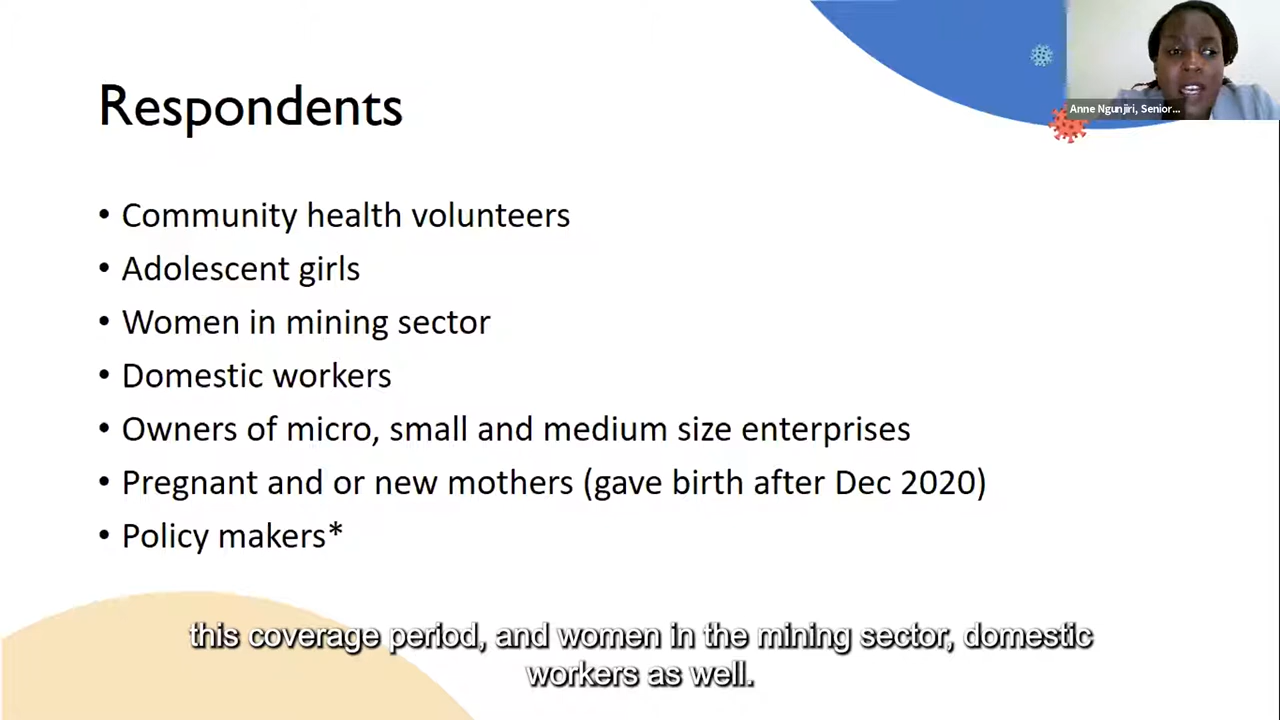 Respondents
Anne Ngunjiri, Senior...
• Community health volunteers
• Adolescent girls
• Women in mining sector
• Domestic workers
• Owners of micro, small and medium size enterprises
• Pregnant and or new mothers (gave birth after Dec 2020)
• Policy makers*
this coverage period, and women in the mining sector, domestic
workers as well.